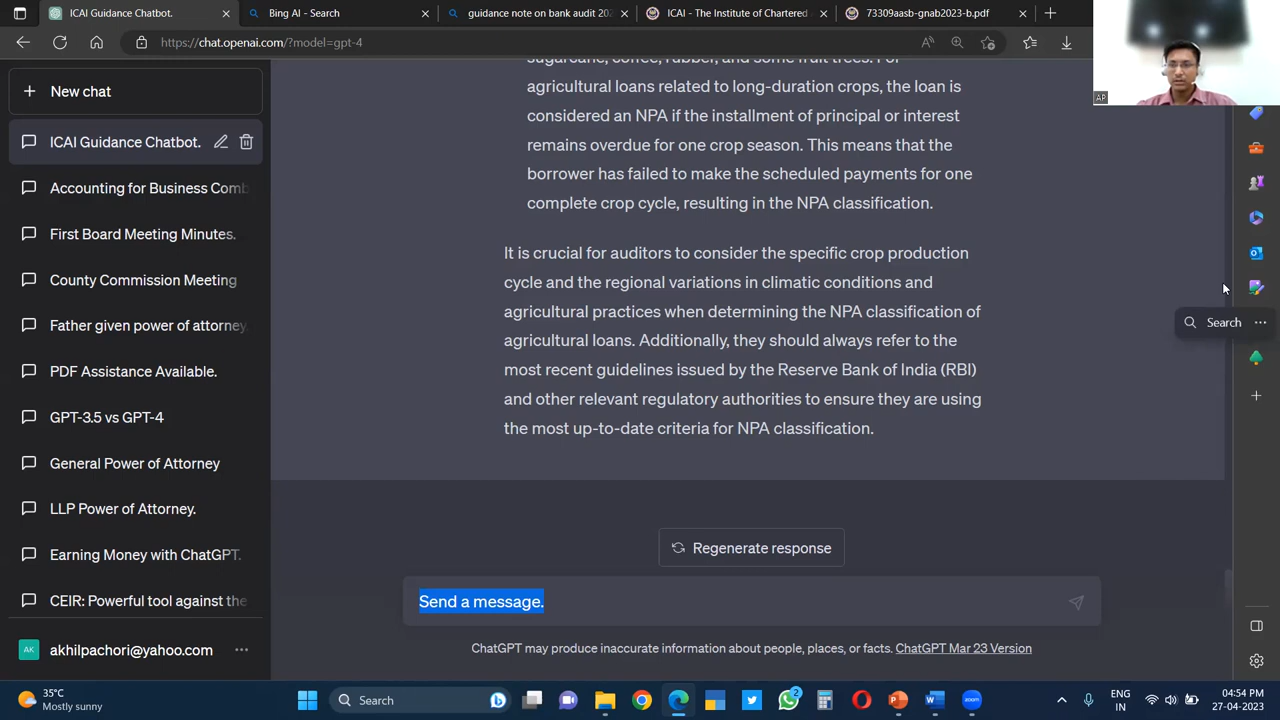 ICAI Guidance Chatbot.
Bing AI - Search
guidance note on bank audit 202
ICAI - The Institute of Chartered
73309aasb-gnab2023-b.pdf
https://chat.openai.com/?model=gpt-4
New chat
ICAI Guidance Chatbot.
Accounting for Business Comb
First Board Meeting Minutes.
County Commission Meeting
Father given power of attorney.
PDF Assistance Available.
GPT-3.5 vs GPT-4
General Power of Attorney
LLP Power of Attorney.
Earning Money with ChatGPT.
CEIR: Powerful tool against the
AK
akhilpachori@yahoo.com
sugarcane, coffee, rubber, and some fruit trees. For
agricultural loans related to long-duration crops, the loan is
considered an NPA if the installment of principal or interest
remains overdue for one crop season. This means that the
borrower has failed to make the scheduled payments for one
complete crop cycle, resulting in the NPA classification.
It is crucial for auditors to consider the specific crop production
cycle and the regional variations in climatic conditions and
agricultural practices when determining the NPA classification of
agricultural loans. Additionally, they should always refer to the
most recent guidelines issued by the Reserve Bank of India (RBI)
and other relevant regulatory authorities to ensure they are using
the most up-to-date criteria for NPA classification.
Regenerate response
Send a message.
ChatGPT may produce inaccurate information about people, places, or facts. ChatGPT Mar 23 Version
AP
Search
35°C
Mostly sunny
Search
2
zoom
ENG
IN
04:54 PM
27-04-2023